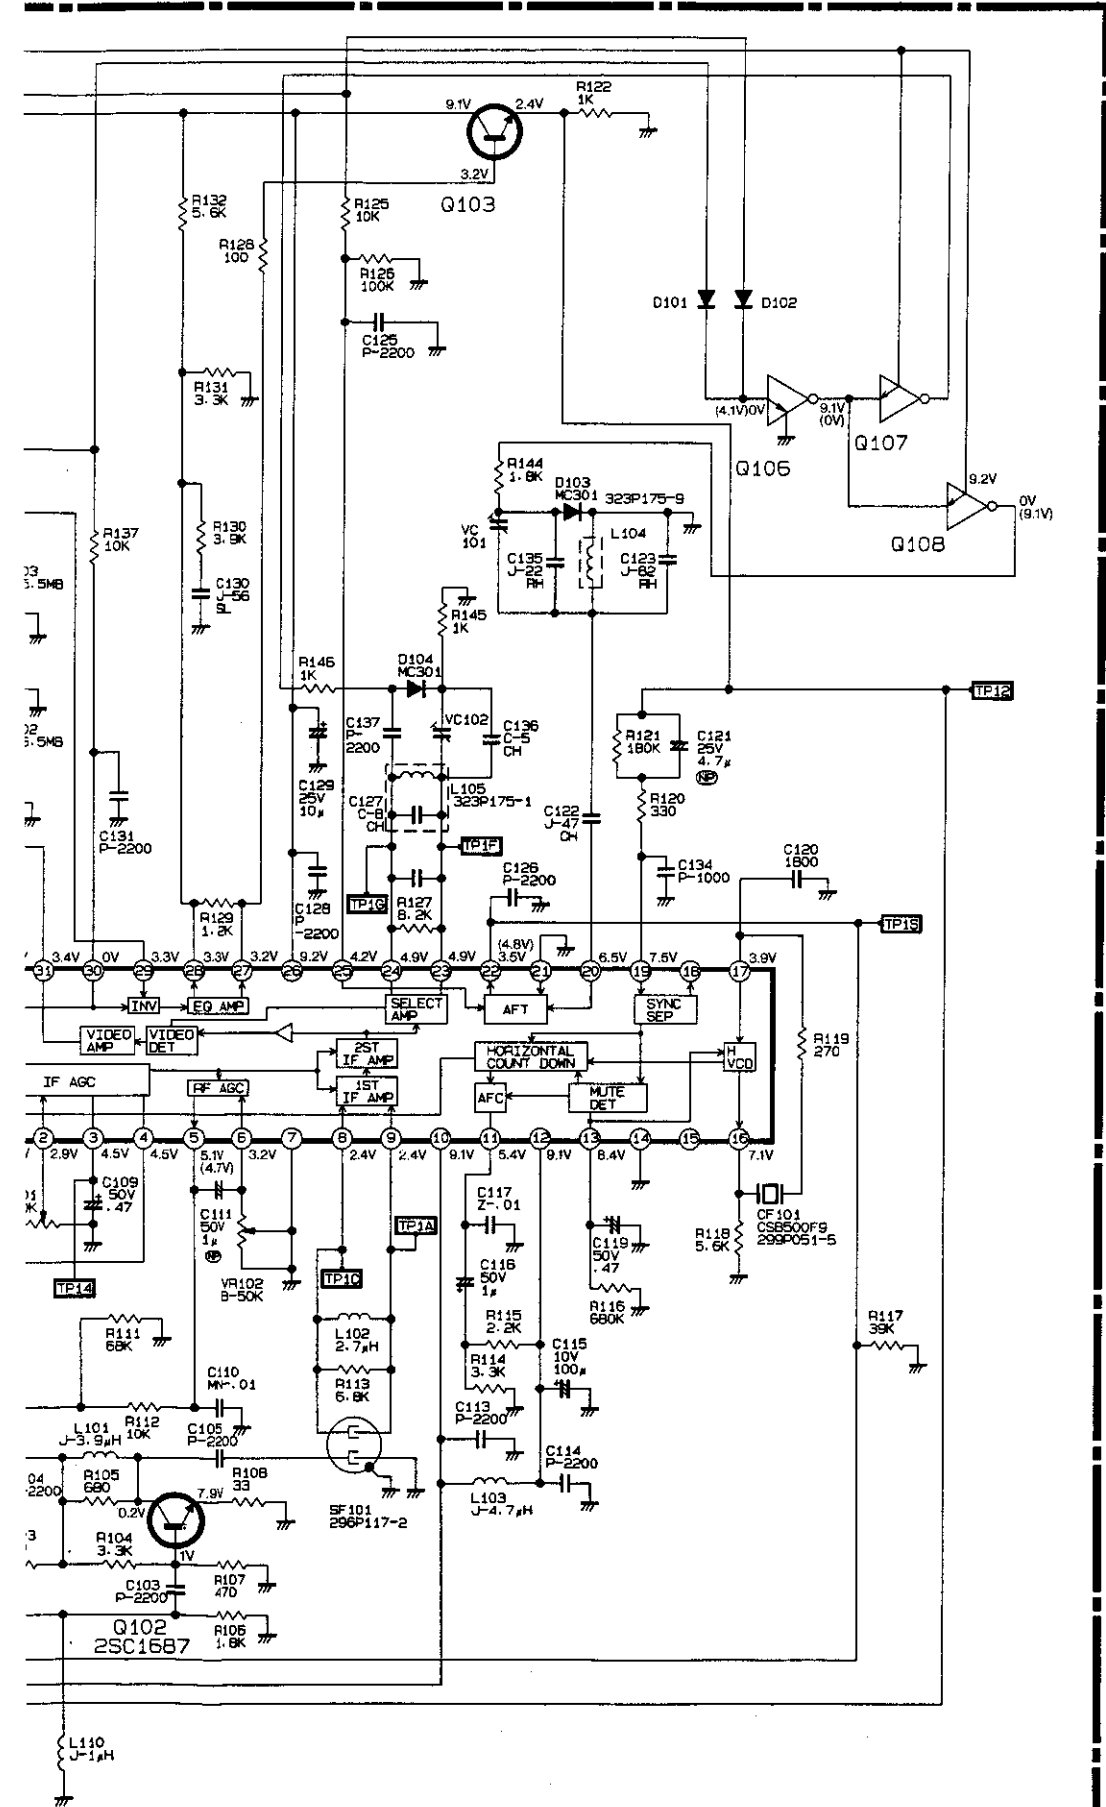 R122
1K
9.1V
2.4V
3.2V
Q103
R132
5.6K
R128
100
R125
10K
R126
100K
C125
P-2200
D101
D102
R131
3.3K
(4.1V)0V
9.1V
(0V)
Q106
Q107
R144
1.8K
D103
MC301
323P175-9
9.2V
0V
(9.1V)
Q108
VC
101
L104
C135
J-22
RH
C123
J-82
RH
R137
10K
R130
3.9K
C130
J-56
SL
03
5.5MB
R145
1K
R146
1K
D104
MC301
TP12
02
5.5MB
C137
P-
2200
VC102
C136
C-5
CH
R121
180K
C121
25V
4.7μ
NP
C129
25V
10μ
L105
323P175-1
C127
C-8
CH
C122
J-47
CH
R120
330
C131
P-2200
TP1F
C126
P-2200
C134
P-1000
C120
1800
TP1G
R127
8.2K
C128
P
-2200
R129
1.2K
TP1S
31 3.4V
30 0V
29 3.3V
28 3.3V
27 3.2V
26 9.2V
25 4.2V
24 4.9V
23 4.9V
22 (4.8V)
3.5V
21
20 6.5V
19 7.5V
18
17 3.9V
INV
EQ AMP
SELECT
AMP
AFT
SYNC
SEP
VIDEO
AMP
VIDEO
DET
2ST
IF AMP
HORIZONTAL
COUNT DOWN
H
VCO
R119
270
IF AGC
RF AGC
1ST
IF AMP
AFC
MUTE
DET
2 2.9V
3 4.5V
4 4.5V
5 5.1V
(4.7V)
6 3.2V
7
8 2.4V
9 2.4V
10 9.1V
11 5.4V
12 9.1V
13 8.4V
14
15
16 7.1V
01
K
C109
50V
.47
C111
50V
1μ
NP
VR102
B-50K
TP1A
C117
Z-.01
C119
50V
.47
R118
5.6K
CF101
CSB500F9
299P051-5
TP14
TP1C
C116
50V
1μ
R116
680K
R111
68K
L102
2.7μH
R115
2.2K
C115
10V
100μ
R117
39K
C110
MN-.01
R113
6.8K
R114
3.3K
C113
P-2200
R112
10K
L101
J-3.9μH
C105
P-2200
C114
P-2200
04
-2200
R105
680
R108
33
7.9V
0.2V
SF101
296P117-2
L103
J-4.7μH
03
R104
3.3K
1V
R107
470
C103
P-2200
Q102
2SC1687
R106
1.8K
L110
J-1μH